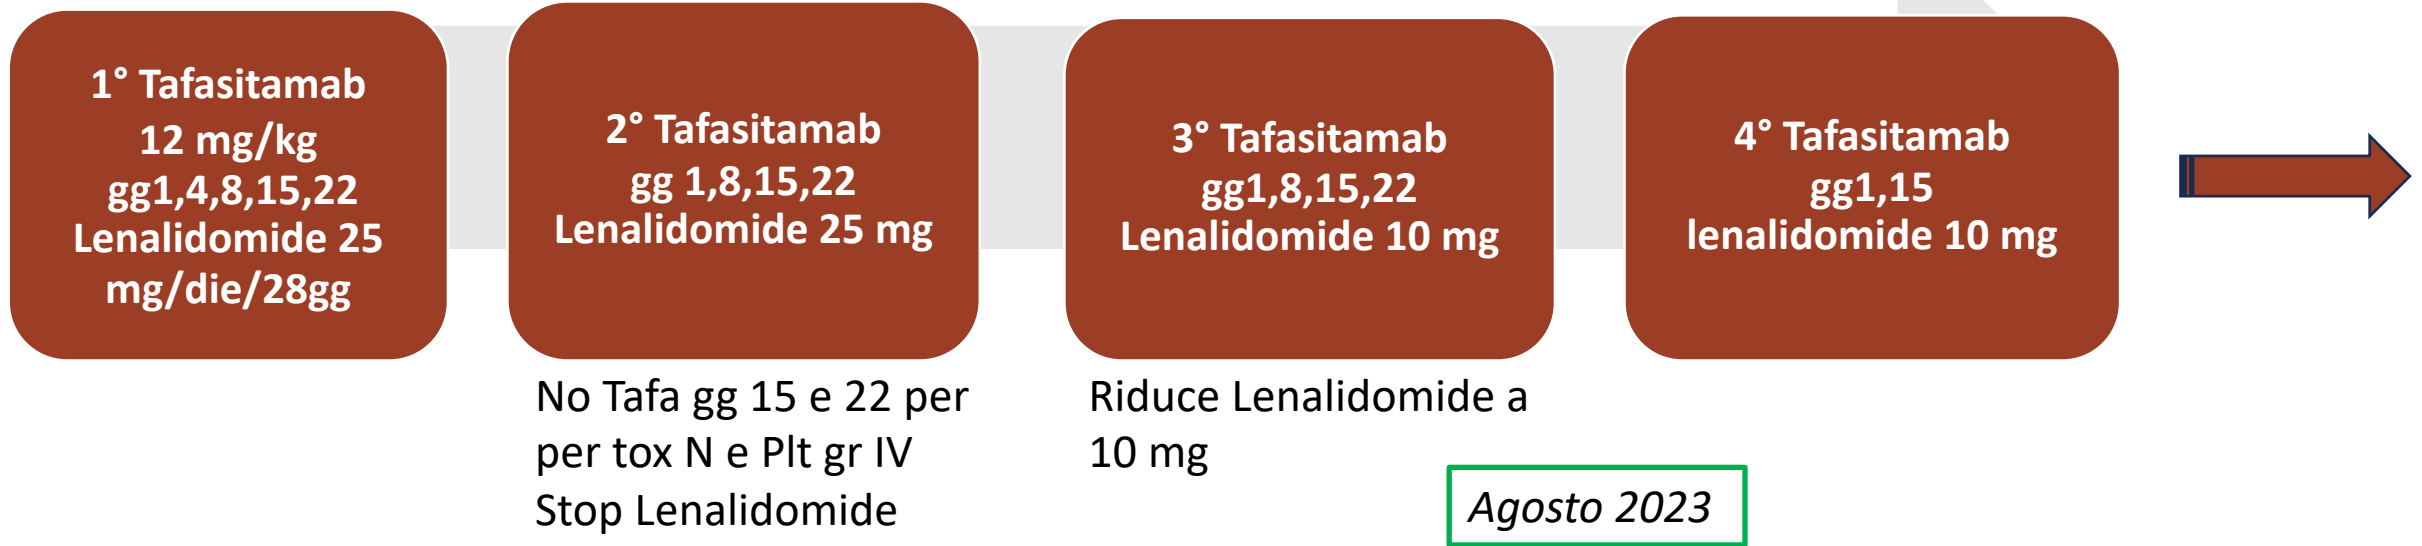 1° Tafasitamab
12 mg/kg
gg1,4,8,15,22
Lenalidomide 25
mg/die/28gg
2° Tafasitamab
gg 1,8,15,22
Lenalidomide 25 mg
3° Tafasitamab
gg1,8,15,22
Lenalidomide 10 mg
4° Tafasitamab
gg1,15
lenalidomide 10 mg
No Tafa gg 15 e 22 per
per tox N e Plt gr IV
Stop Lenalidomide
Riduce Lenalidomide a
10 mg
Agosto 2023